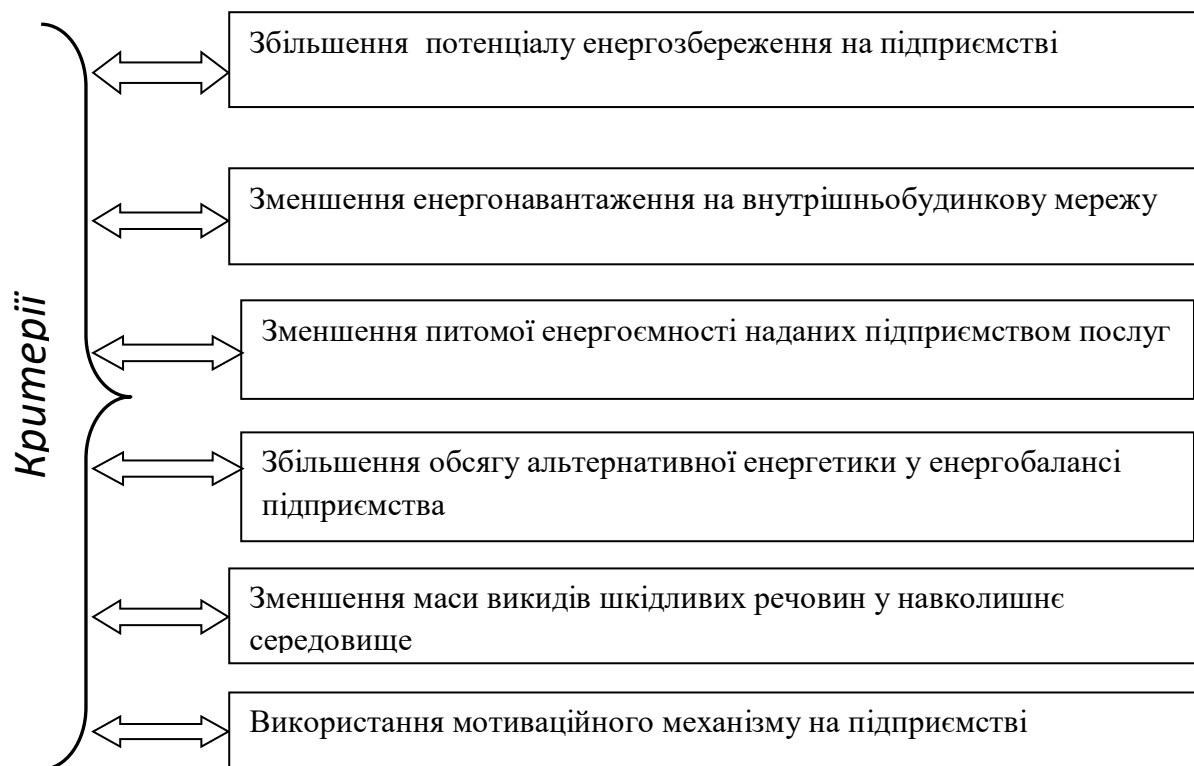 Критерії
Збільшення потенціалу енергозбереження на підприємстві
Зменшення енергонавантаження на внутрішньобудинкову мережу
Зменшення питомої енергоємності наданих підприємством послуг
Збільшення обсягу альтернативної енергетики у енергобалансі
підприємства
Зменшення маси викидів шкідливих речовин у навколишнє
середовище
Використання мотиваційного механізму на підприємстві